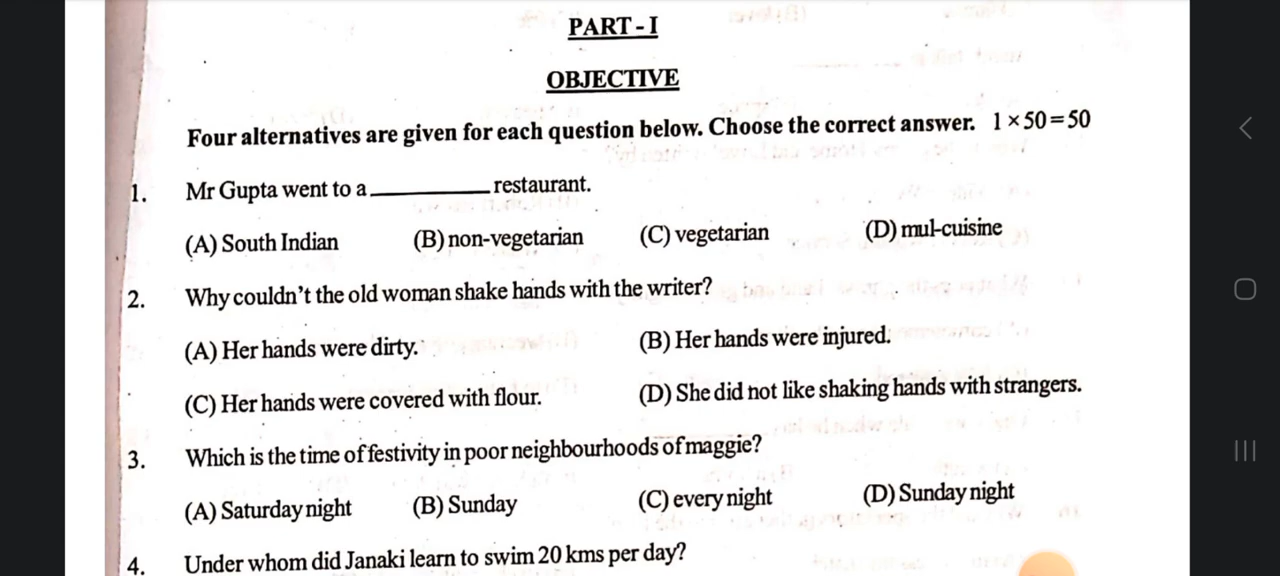 PART - I
OBJECTIVE
Four alternatives are given for each question below. Choose the correct answer. 1×50=50
1. Mr Gupta went to a __________ restaurant.
(A) South Indian (B) non-vegetarian (C) vegetarian (D) mul-cuisine
2. Why couldn't the old woman shake hands with the writer?
(A) Her hands were dirty. (B) Her hands were injured.
(C) Her hands were covered with flour. (D) She did not like shaking hands with strangers.
3. Which is the time of festivity in poor neighbourhoods of maggie?
(A) Saturday night (B) Sunday (C) every night (D) Sunday night
4. Under whom did Janaki learn to swim 20 kms per day?